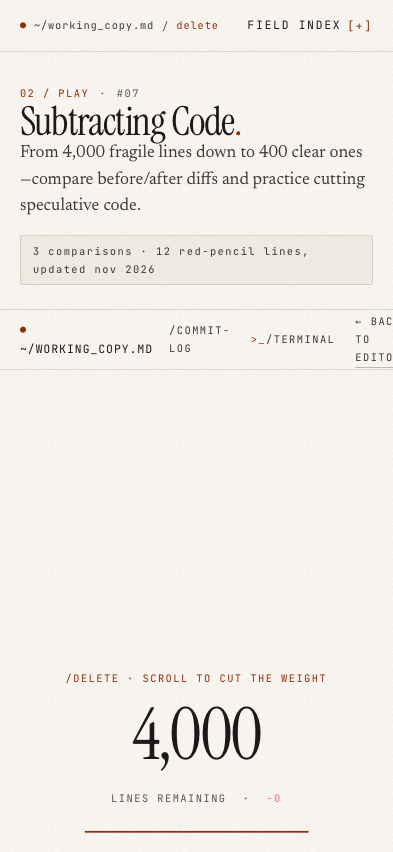 ~/working_copy.md / delete
FIELD INDEX [+]
02 / PLAY · #07
Subtracting Code.
From 4,000 fragile lines down to 400 clear ones
—compare before/after diffs and practice cutting
speculative code.
3 comparisons · 12 red-pencil lines,
updated nov 2026
~/WORKING_COPY.MD
/COMMIT-
LOG
>_/TERMINAL
← BAC
TO
EDITO
/DELETE · SCROLL TO CUT THE WEIGHT
4,000
LINES REMAINING · -0